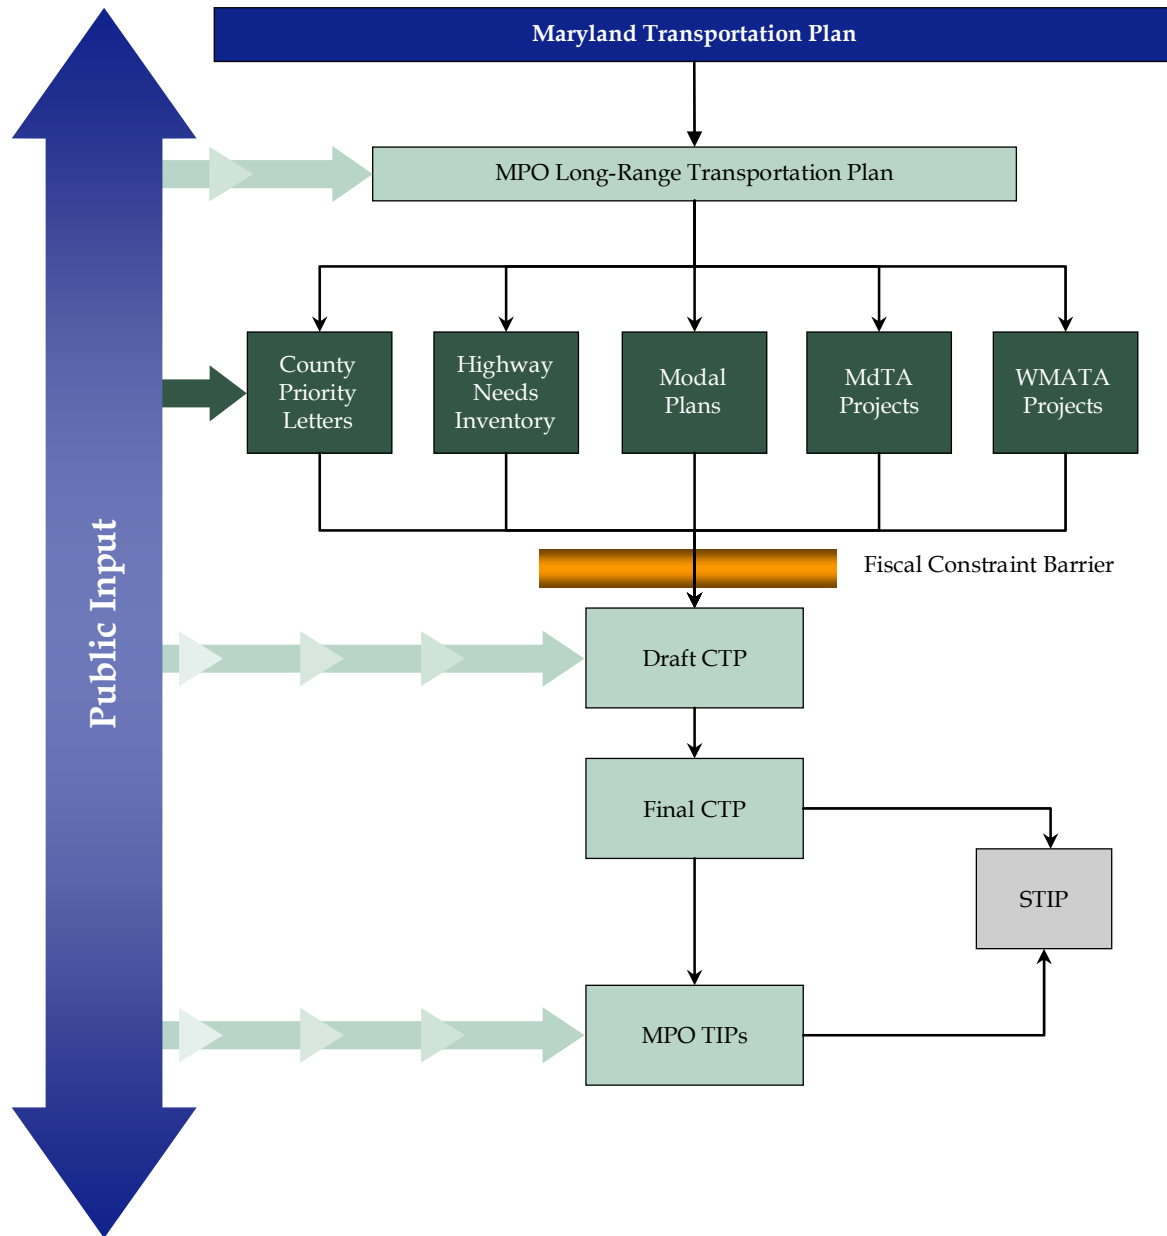 Maryland Transportation Plan
MPO Long-Range Transportation Plan
County
Priority
Letters
Highway
Needs
Inventory
Modal
Plans
MdTA
Projects
WMATA
Projects
Fiscal Constraint Barrier
Public Input
Draft CTP
Final CTP
STIP
MPO TIPs